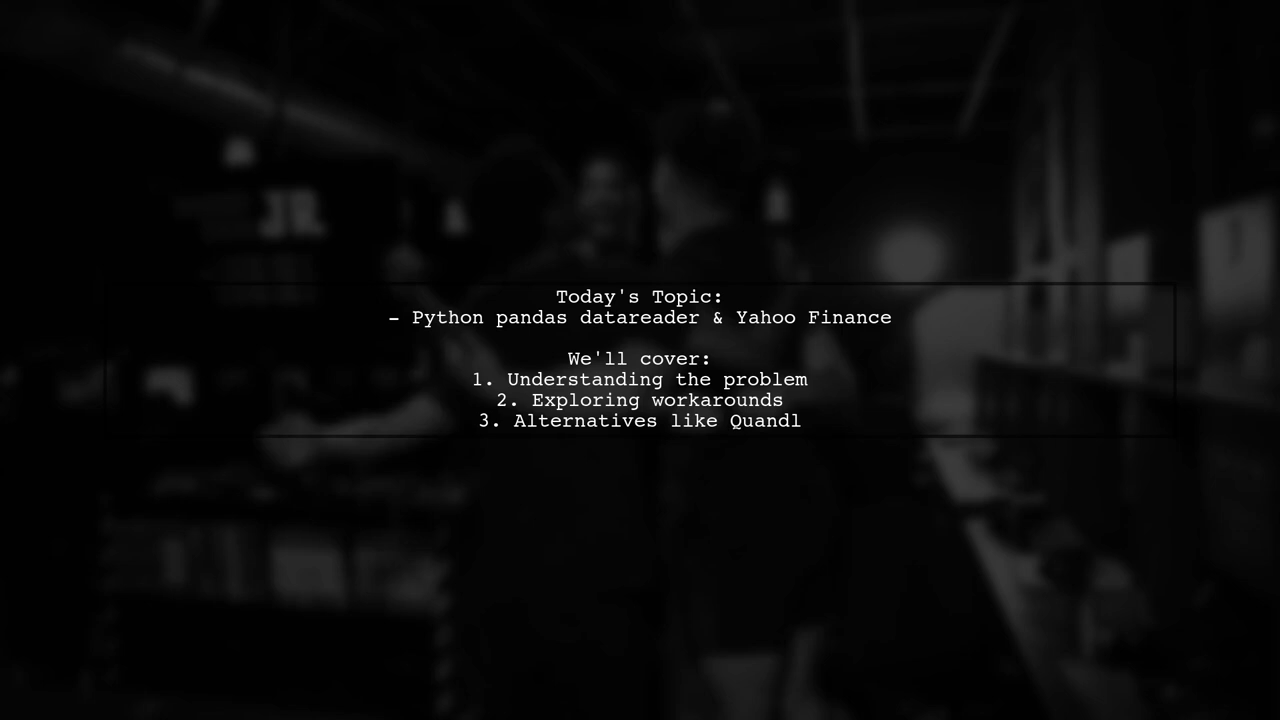 JR.
Today's Topic:
- Python pandas datareader & Yahoo Finance
We'll cover:
1. Understanding the problem
2. Exploring workarounds
3. Alternatives like Quandl